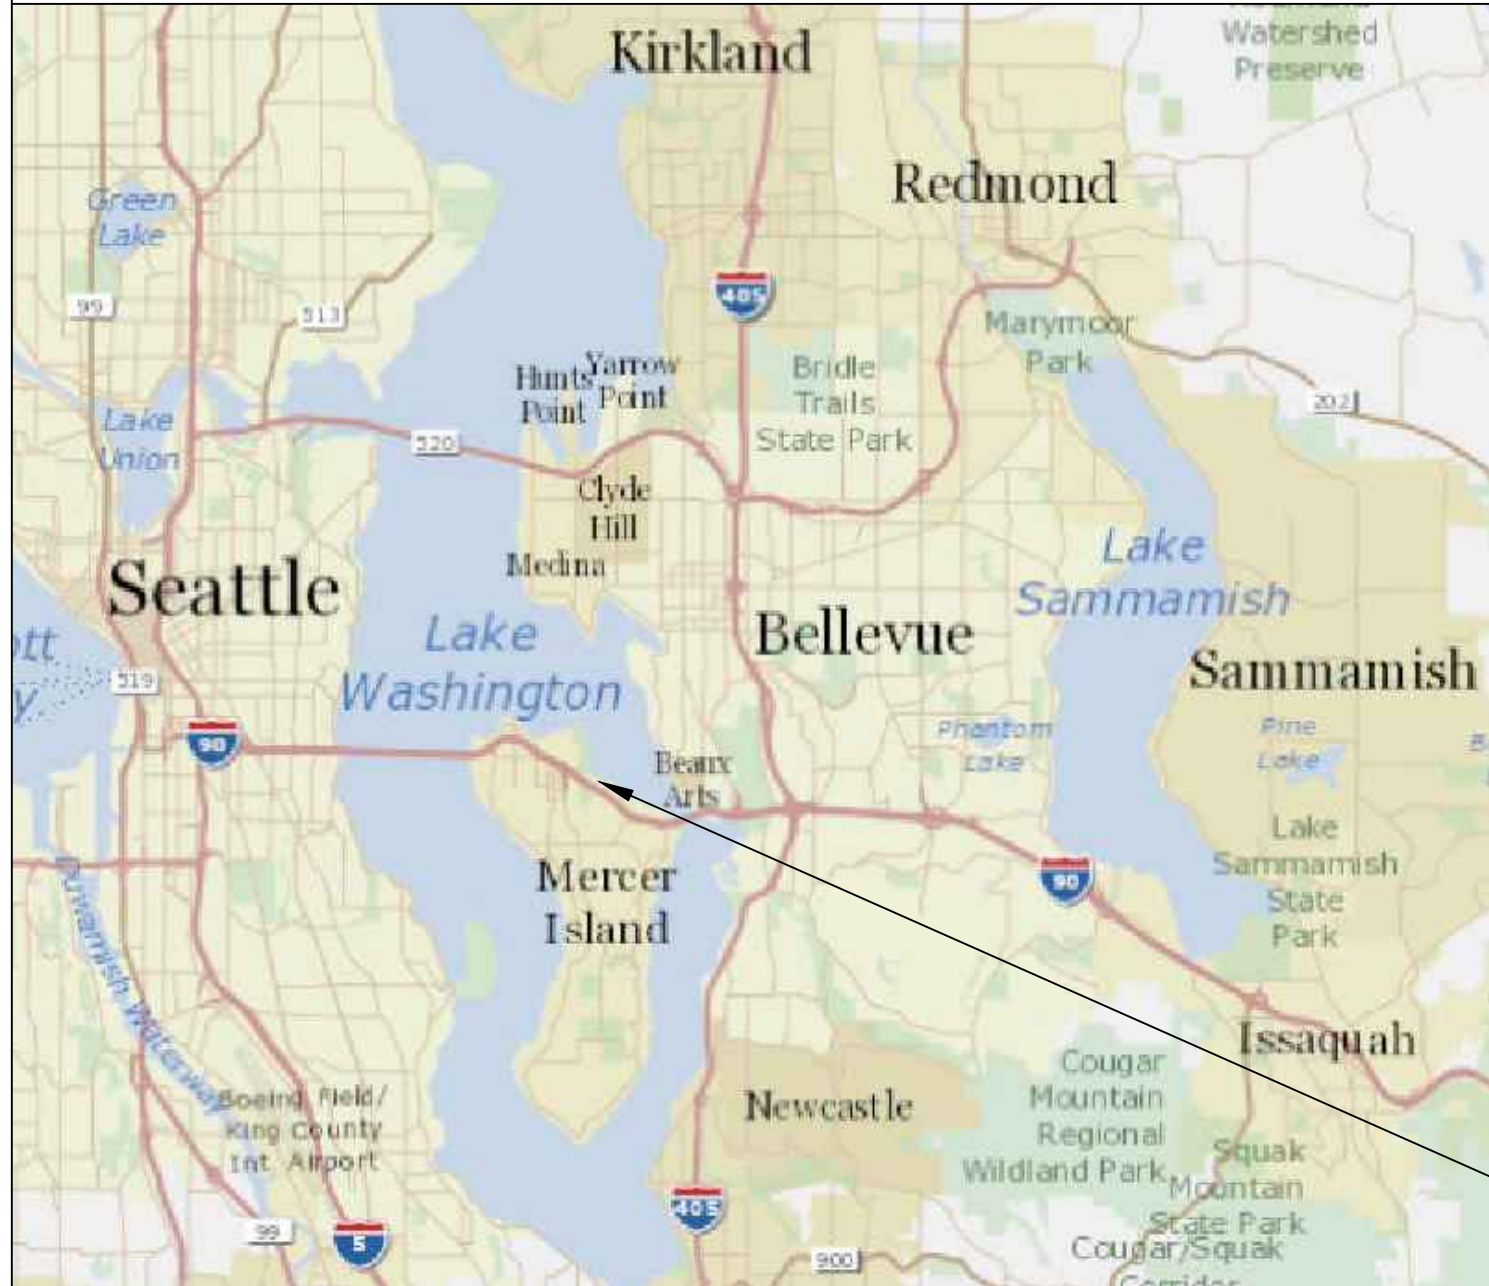 Watershed
Preserve
Kirkland
Redmond
Green
Lake
405
99
513
Marymoor
Park
Hunts
Point
Yarrow
Point
Bridle
Trails
State Park
202
Lake
Union
520
Clyde
Hill
Medina
Lake
Sammamish
Seattle
Lake
Washington
Bellevue
Sammamish
ott
y
519
90
Phantom
Lake
Pine
Lake
Beaux
Arts
Lake
Sammamish
State
Park
90
Mercer
Island
Duwamish Waterway
Issaquah
Cougar
Mountain
Regional
Wildland Park
Newcastle
Boeing Field/
King County
Int Airport
Squak
Mountain
State Park
405
99
5
900
Cougar/Squak
Corridor